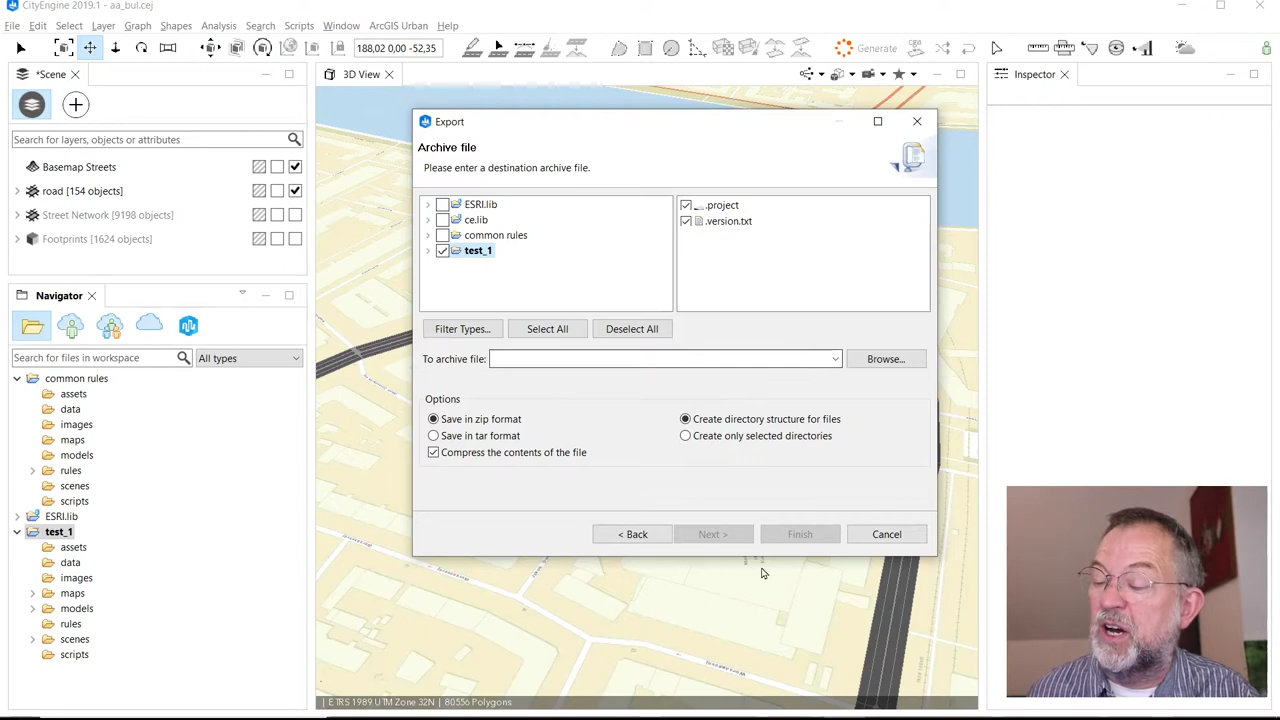 CityEngine 2019.1 - aa_bul.cej
File Edit Select Layer Graph Shapes Analysis Search Scripts Window ArcGIS Urban Help
188,02 0,00 -52,35
Generate
*Scene
3D View
Inspector
Search for layers, objects or attributes
Basemap Streets
road [154 objects]
Street Network [9198 objects]
Footprints [1624 objects]
Navigator
Search for files in workspace
All types
common rules
assets
data
images
maps
models
rules
scenes
scripts
ESRI.lib
test_1
assets
data
images
maps
models
rules
scenes
scripts
Export
Archive file
Please enter a destination archive file.
ESRI.lib
ce.lib
common rules
test_1
.project
.version.txt
Filter Types...
Select All
Deselect All
To archive file:
Browse...
Options
Save in zip format
Create directory structure for files
Save in tar format
Create only selected directories
Compress the contents of the file
< Back
Next >
Finish
Cancel
| ETRS 1989 UTM Zone 32N | 80556 Polygons